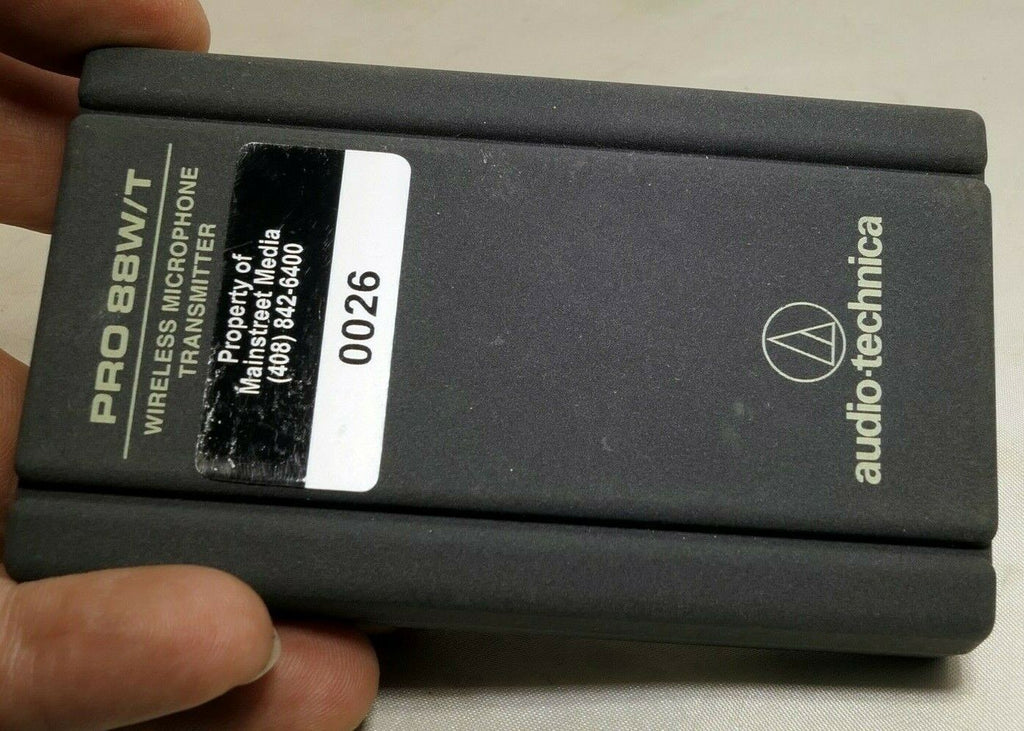 PRO 88W/T
WIRELESS MICROPHONE
TRANSMITTER
Property of
Mainstreet Media
(408) 842-6400
0026
audio-technica